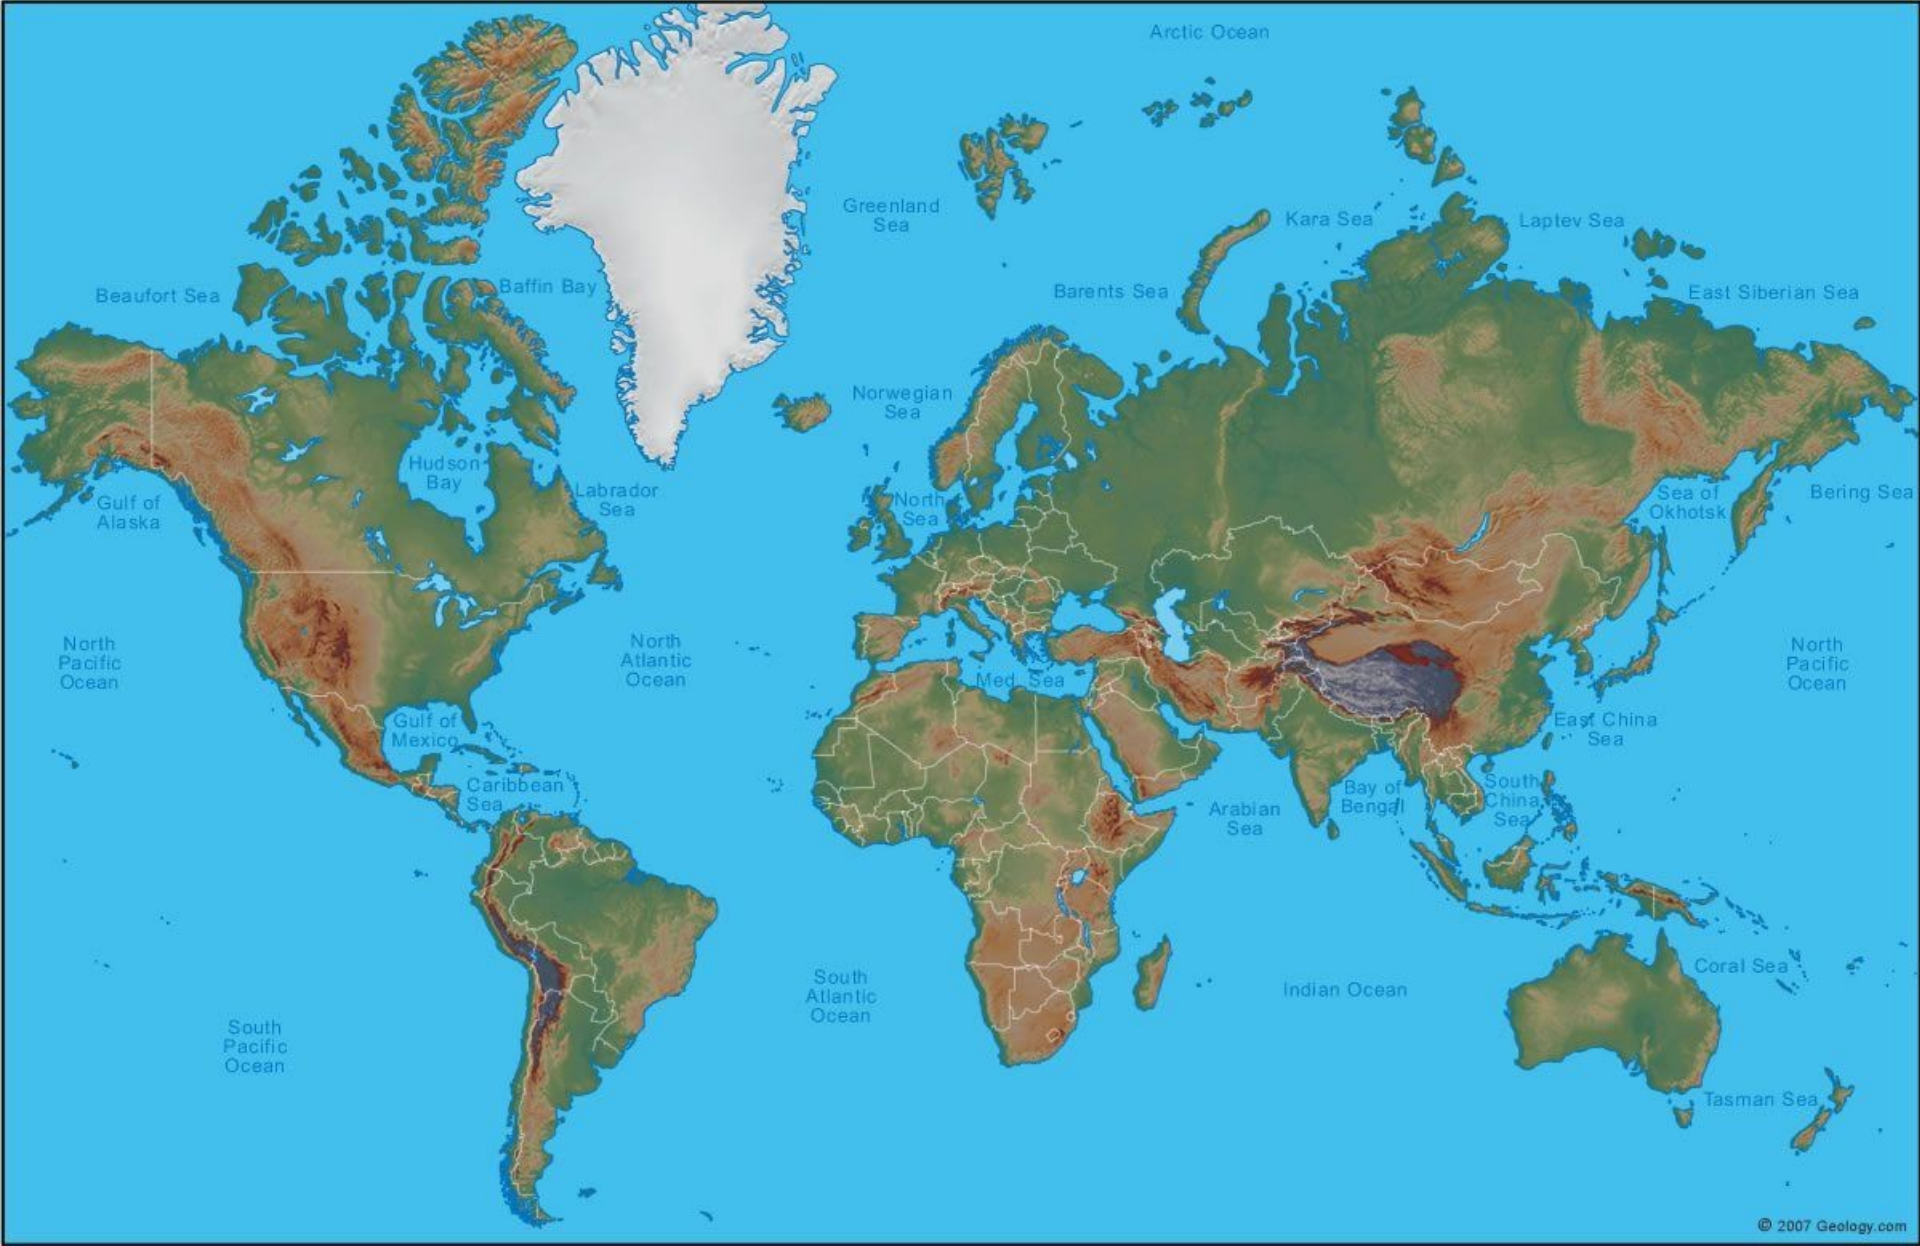 Arctic Ocean
Greenland
Sea
Kara Sea
Laptev Sea
Beaufort Sea
Baffin Bay
Barents Sea
East Siberian Sea
Norwegian
Sea
Hudson
Bay
Gulf of
Alaska
Labrador
Sea
North
Sea
Sea of
Okhotsk
Bering Sea
North
Pacific
Ocean
North
Atlantic
Ocean
Med. Sea
North
Pacific
Ocean
Gulf of
Mexico
East China
Sea
Caribbean
Sea
Arabian
Sea
Bay of
Bengal
South
China
Sea
South
Atlantic
Ocean
Indian Ocean
Coral Sea
South
Pacific
Ocean
Tasman Sea
© 2007 Geology.com